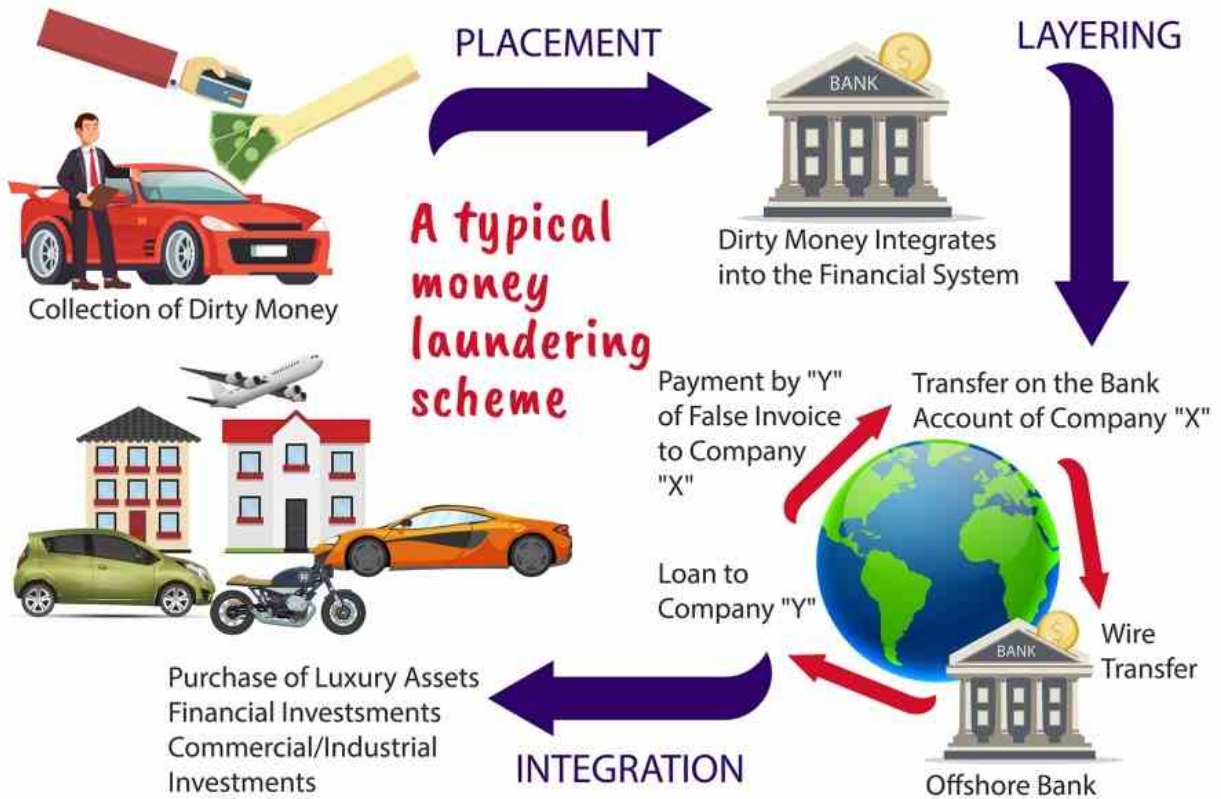 PLACEMENT
LAYERING
BANK
Collection of Dirty Money
A typical
money
laundering
scheme
Dirty Money Integrates
into the Financial System
Payment by "Y"
of False Invoice
to Company
"X"
Transfer on the Bank
Account of Company "X"
Loan to
Company "Y"
Wire
Transfer
BANK
Offshore Bank
INTEGRATION
Purchase of Luxury Assets
Financial Investsments
Commercial/Industrial
Investments